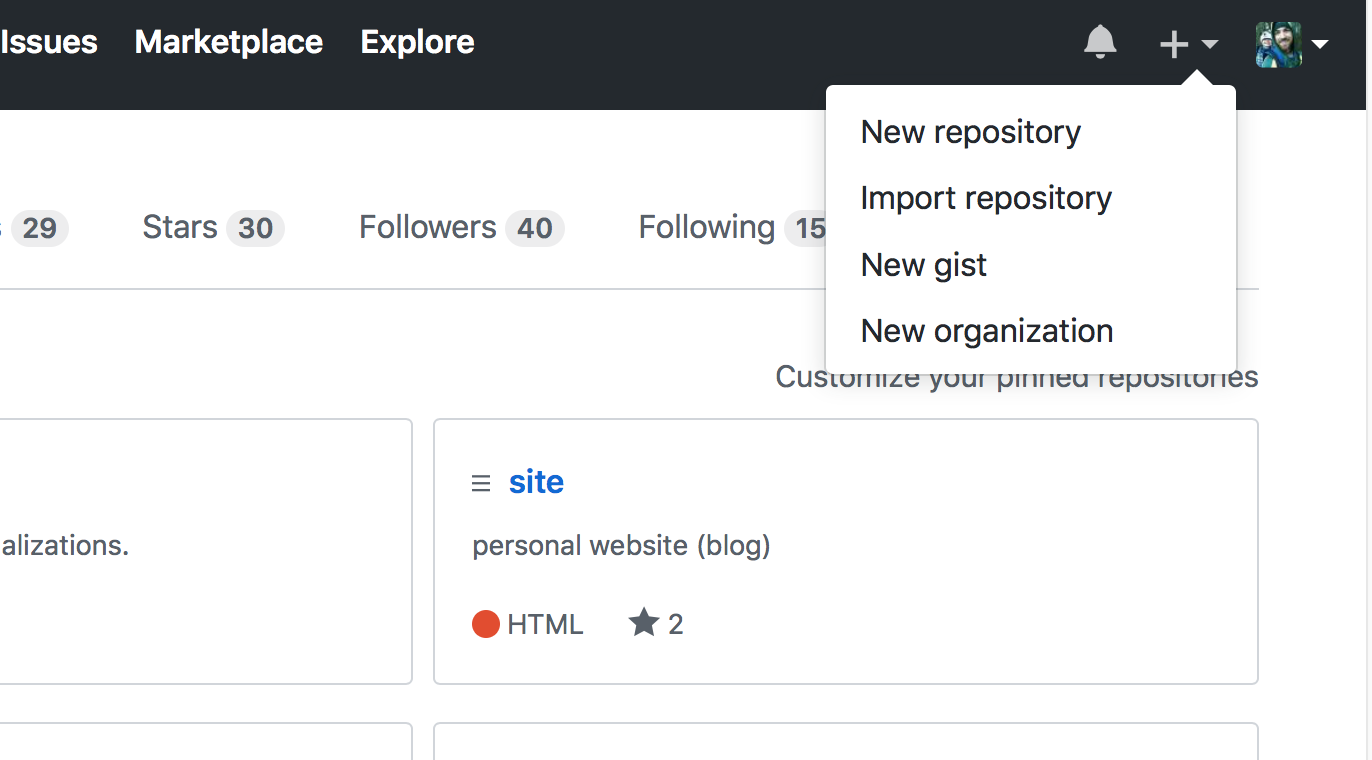 Issues Marketplace Explore
New repository
Import repository
New gist
New organization
29 Stars 30 Followers 40 Following 15
Customize your pinned repositories
site
alizations.
personal website (blog)
HTML 2